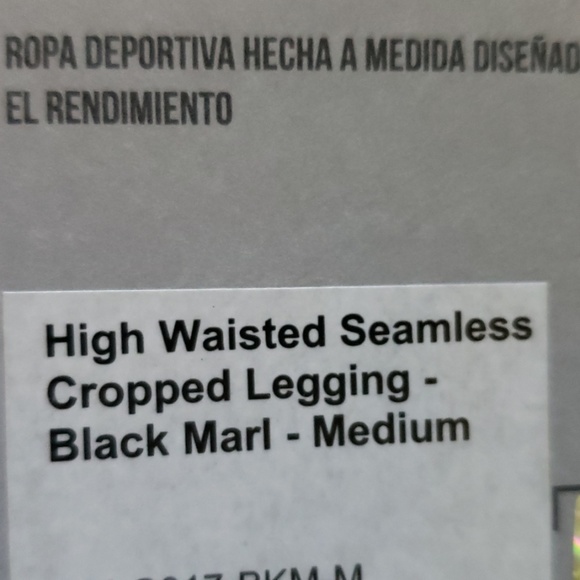 ROPA DEPORTIVA HECHA A MEDIDA DISEÑAD
EL RENDIMIENTO
High Waisted Seamless
Cropped Legging -
Black Marl - Medium